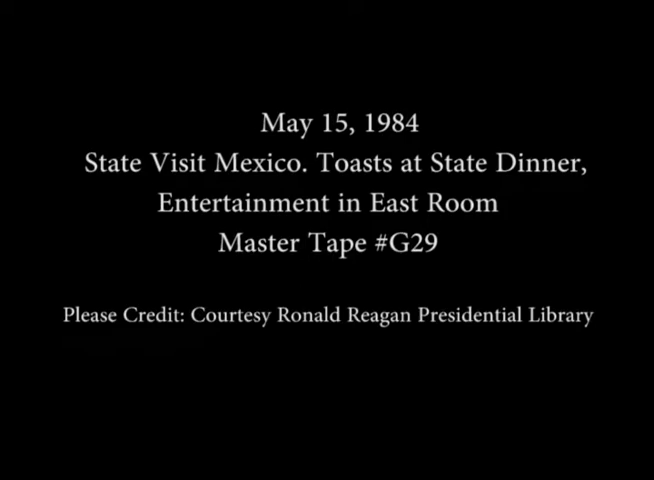 May 15, 1984
State Visit Mexico. Toasts at State Dinner,
Entertainment in East Room
Master Tape #G29
Please Credit: Courtesy Ronald Reagan Presidential Library